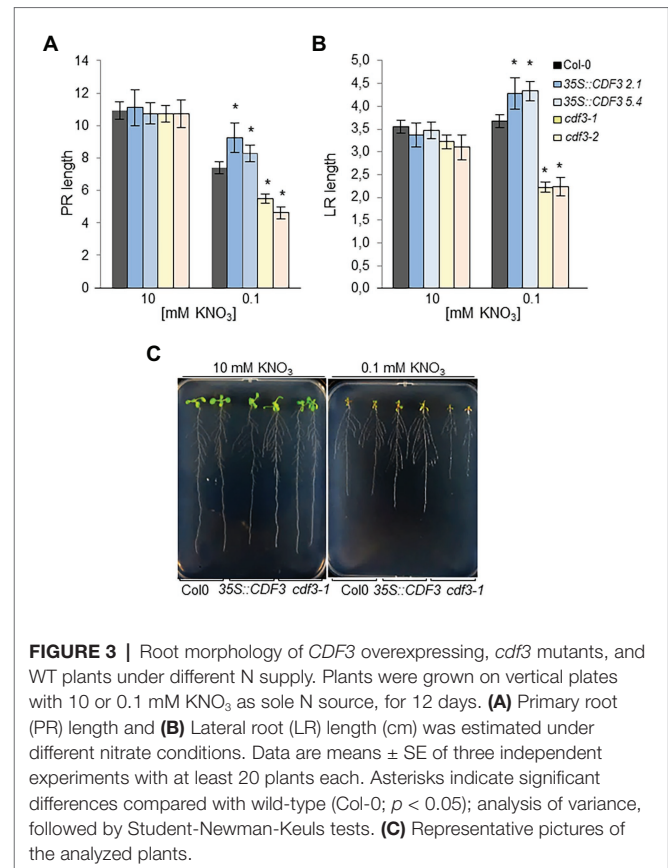 A
14
12
10
8
6
4
2
0
PR length
* * * *
10 0.1
[mM KNO₃]
B
5,0
4,5
4,0
3,5
3,0
2,5
2,0
1,5
1,0
0,5
0,0
LR length
* * * *
Col-0
35S::CDF3 2.1
35S::CDF3 5.4
cdf3-1
cdf3-2
10 0.1
[mM KNO₃]
C
10 mM KNO₃ 0.1 mM KNO₃
Col0 35S::CDF3 cdf3-1 Col0 35S::CDF3 cdf3-1
FIGURE 3 | Root morphology of CDF3 overexpressing, cdf3 mutants, and
WT plants under different N supply. Plants were grown on vertical plates
with 10 or 0.1 mM KNO₃ as sole N source, for 12 days. (A) Primary root
(PR) length and (B) Lateral root (LR) length (cm) was estimated under
different nitrate conditions. Data are means ± SE of three independent
experiments with at least 20 plants each. Asterisks indicate significant
differences compared with wild-type (Col-0; p < 0.05); analysis of variance,
followed by Student-Newman-Keuls tests. (C) Representative pictures of
the analyzed plants.